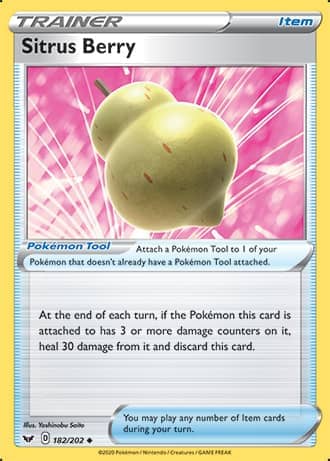 TRAINER Item
Sitrus Berry
Pokémon Tool Attach a Pokémon Tool to 1 of your
Pokémon that doesn't already have a Pokémon Tool attached.
At the end of each turn, if the Pokémon this card is
attached to has 3 or more damage counters on it,
heal 30 damage from it and discard this card.
Illus. Yoshinobu Saito
D 182/202
You may play any number of Item cards
during your turn.
©2020 Pokémon / Nintendo / Creatures / GAME FREAK